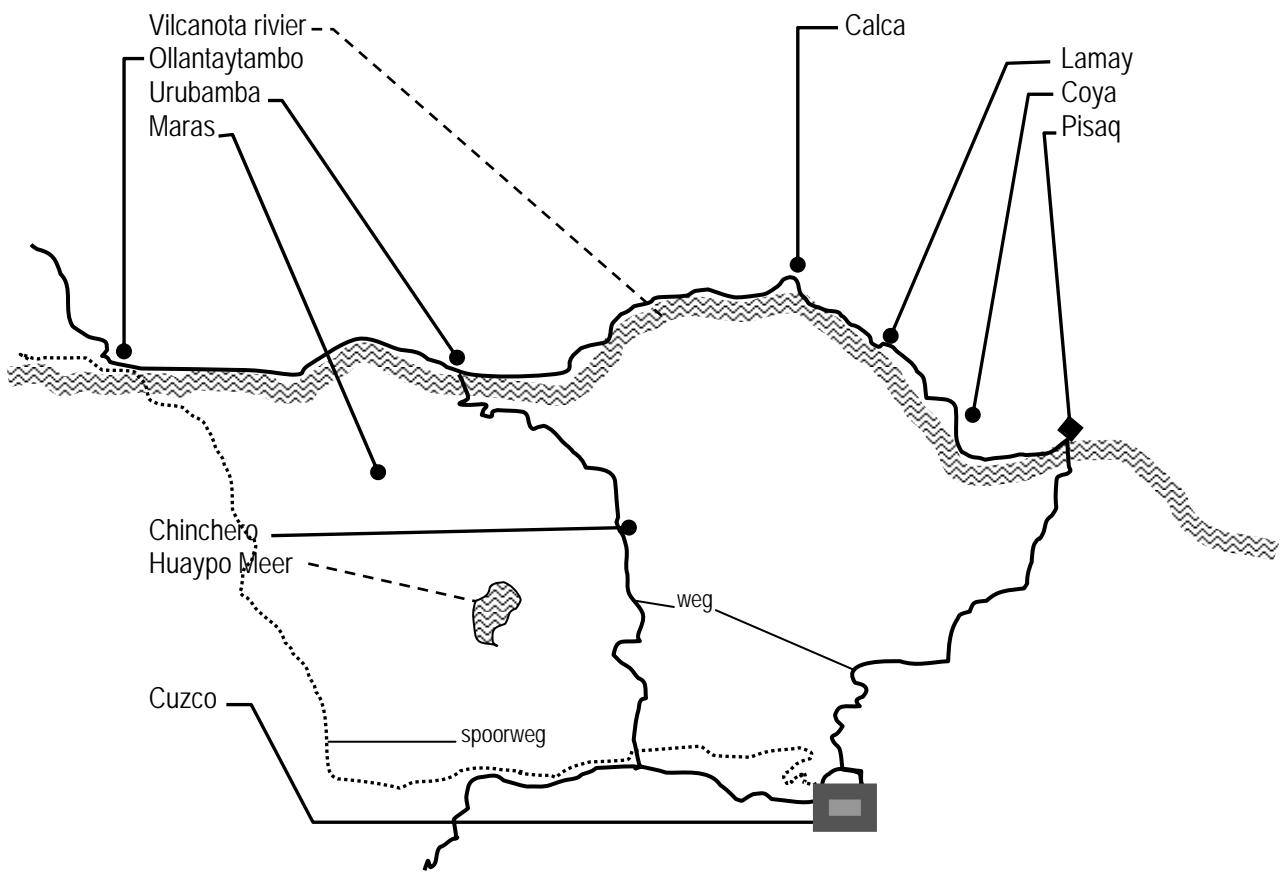 Vilcanota rivier
Ollantaytambo
Urubamba
Maras
Calca
Lamay
Coya
Pisaq
Chinchero
Huaypo Meer
weg
Cuzco
spoorweg